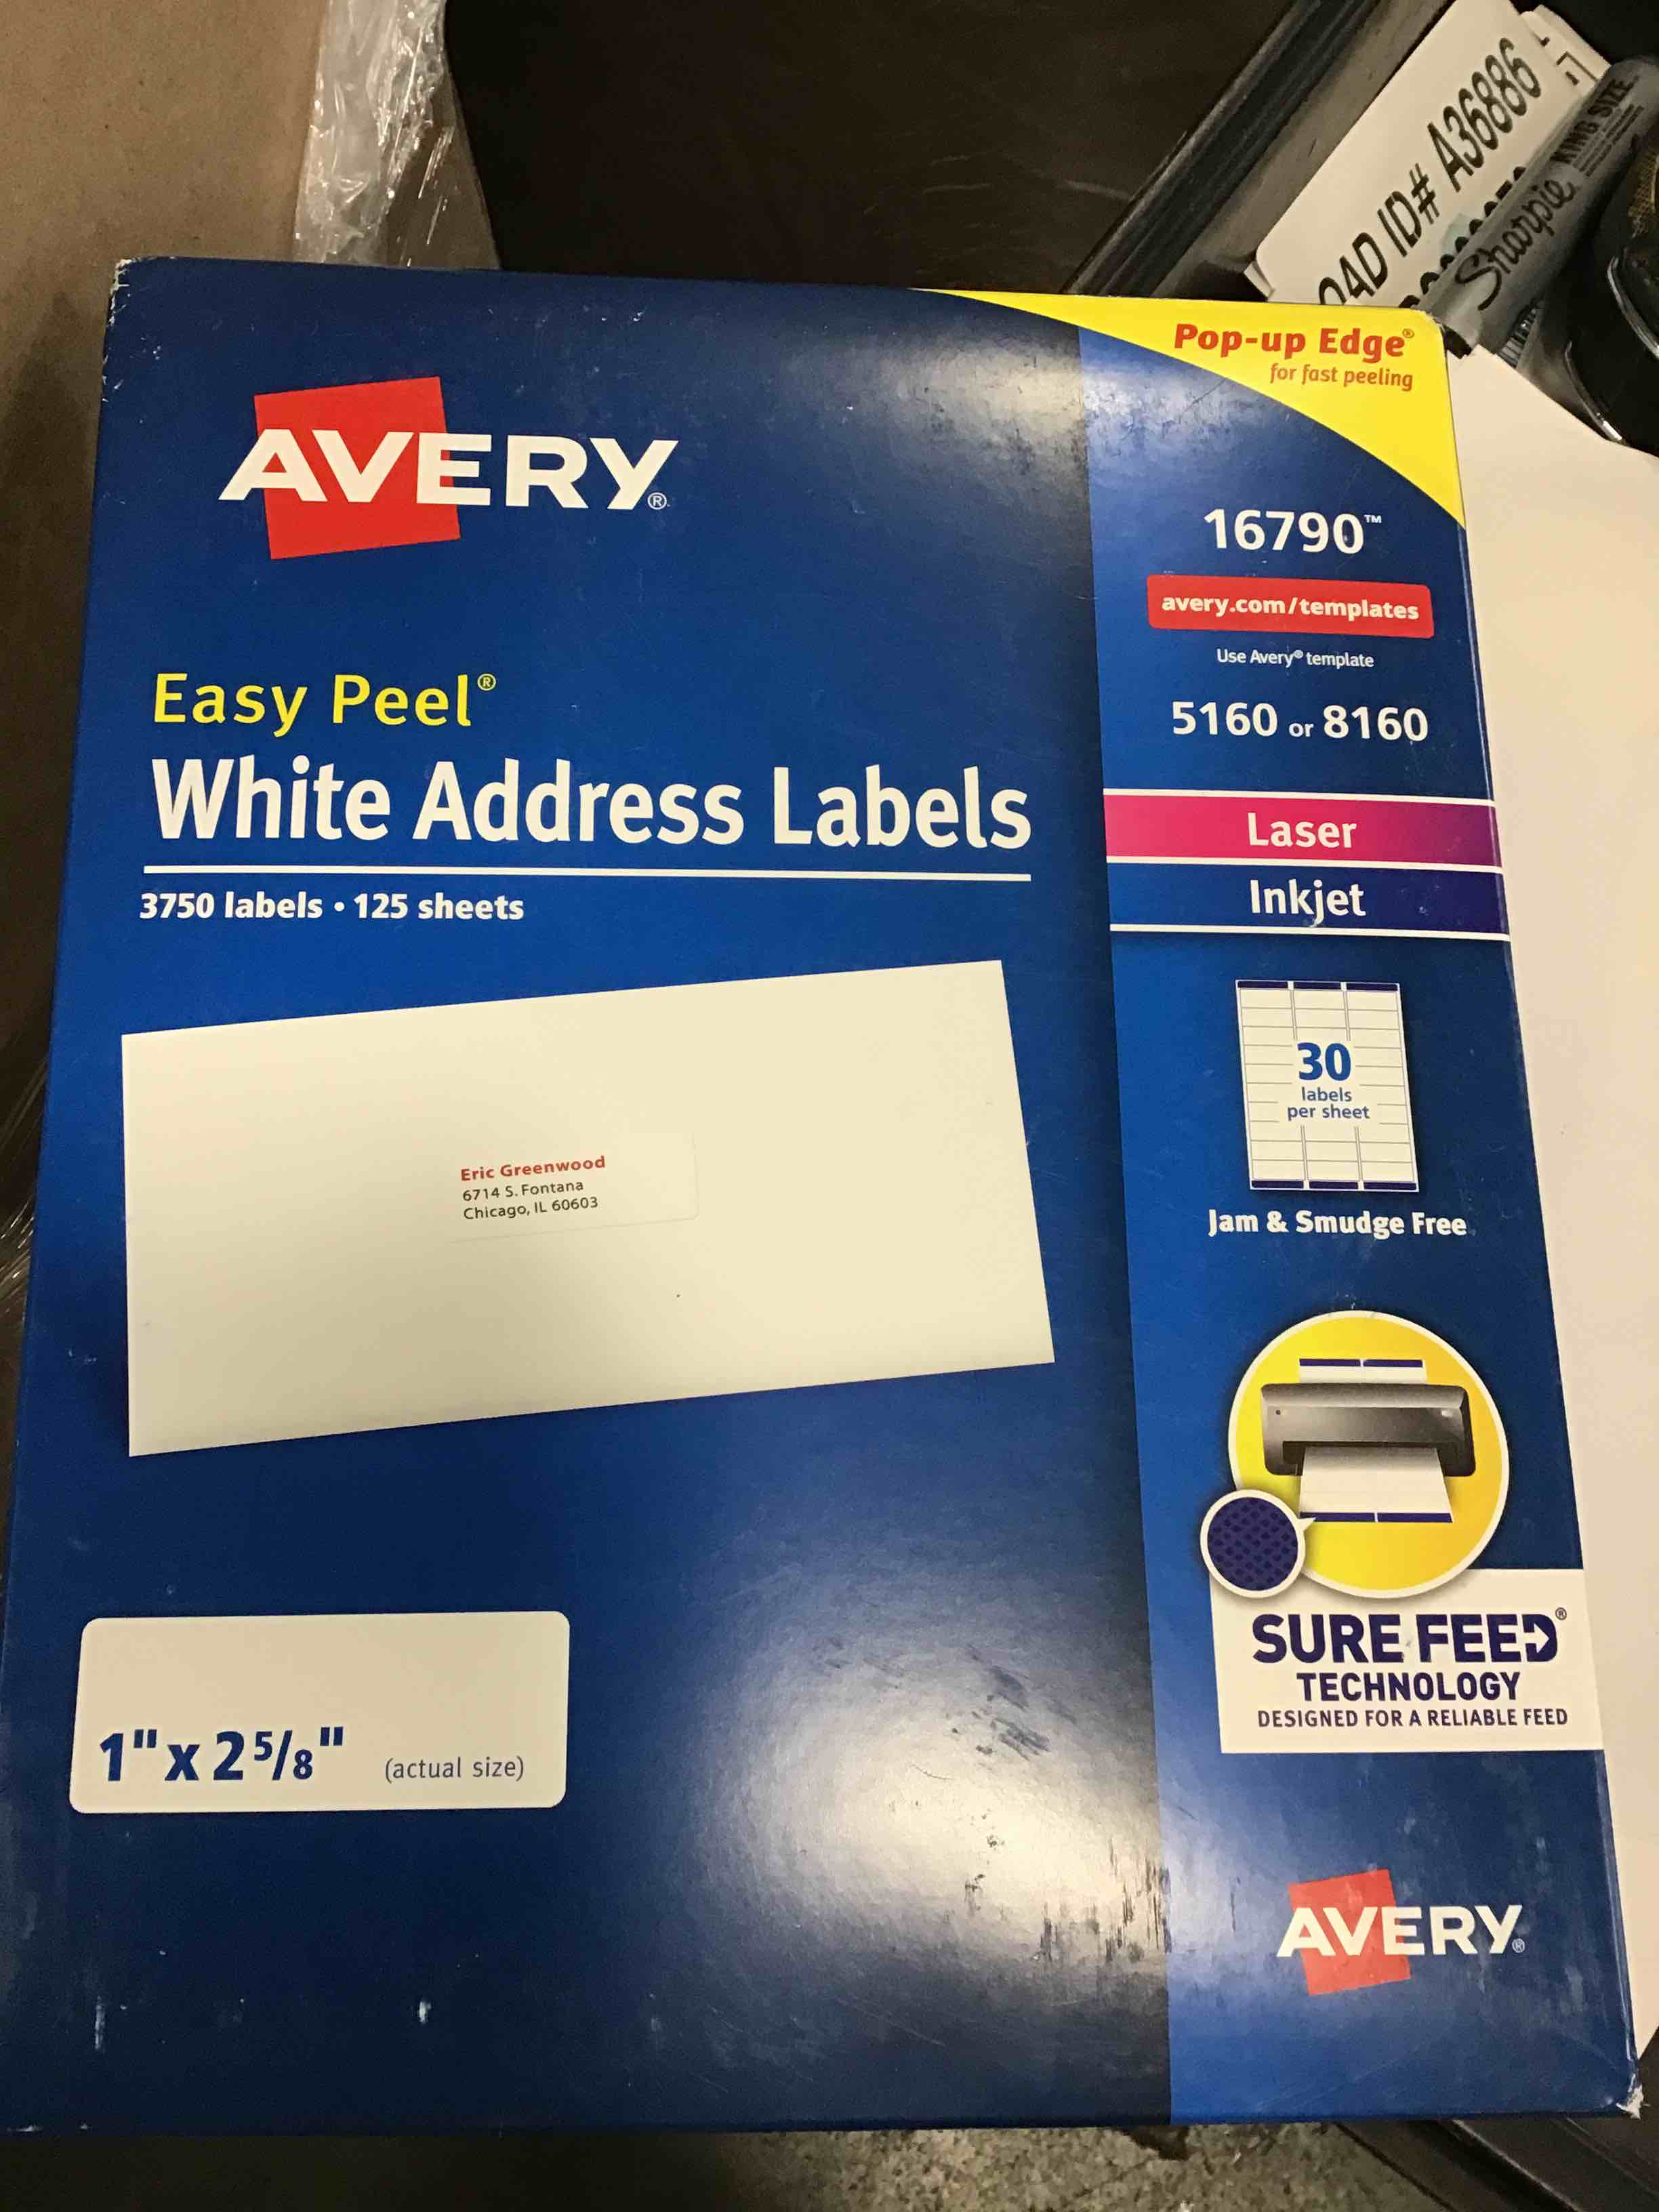 LOAD ID# A36886
Sharpie
KING SIZE
Pop-up Edge®
for fast peeling
AVERY®
16790™
avery.com/templates
Use Avery® template
5160 or 8160
Easy Peel®
White Address Labels
3750 labels • 125 sheets
Laser
Inkjet
30
labels
per sheet
Jam & Smudge Free
Eric Greenwood
6714 S. Fontana
Chicago, IL 60603
SURE FEED®
TECHNOLOGY
DESIGNED FOR A RELIABLE FEED
1" x 2 5/8" (actual size)
AVERY®